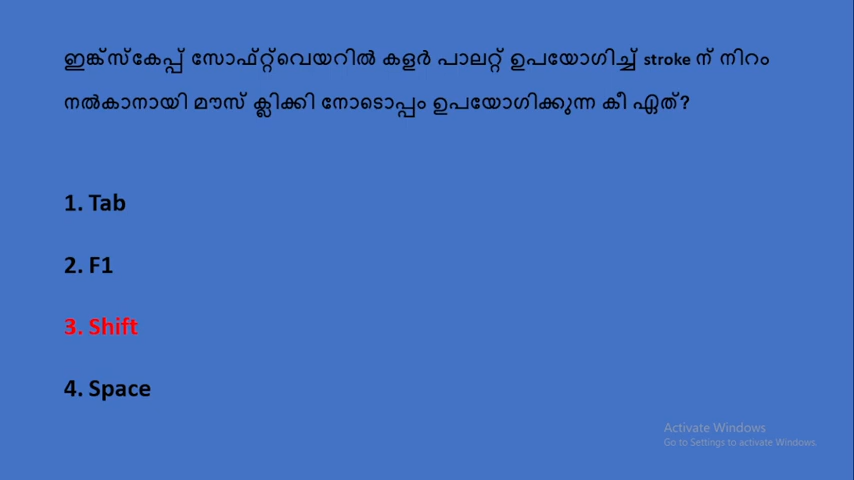 ഇങ്ക്സ്കേപ്പ് സോഫ്റ്റ്‌വെയറിൽ കളർ പാലറ്റ് ഉപയോഗിച്ച് stroke ന് നിറം
നൽകാനായി മൗസ് ക്ലിക്കി നോടൊപ്പം ഉപയോഗിക്കുന്ന കീ ഏത്?
1. Tab
2. F1
3. Shift
4. Space
Activate Windows
Go to Settings to activate Windows.